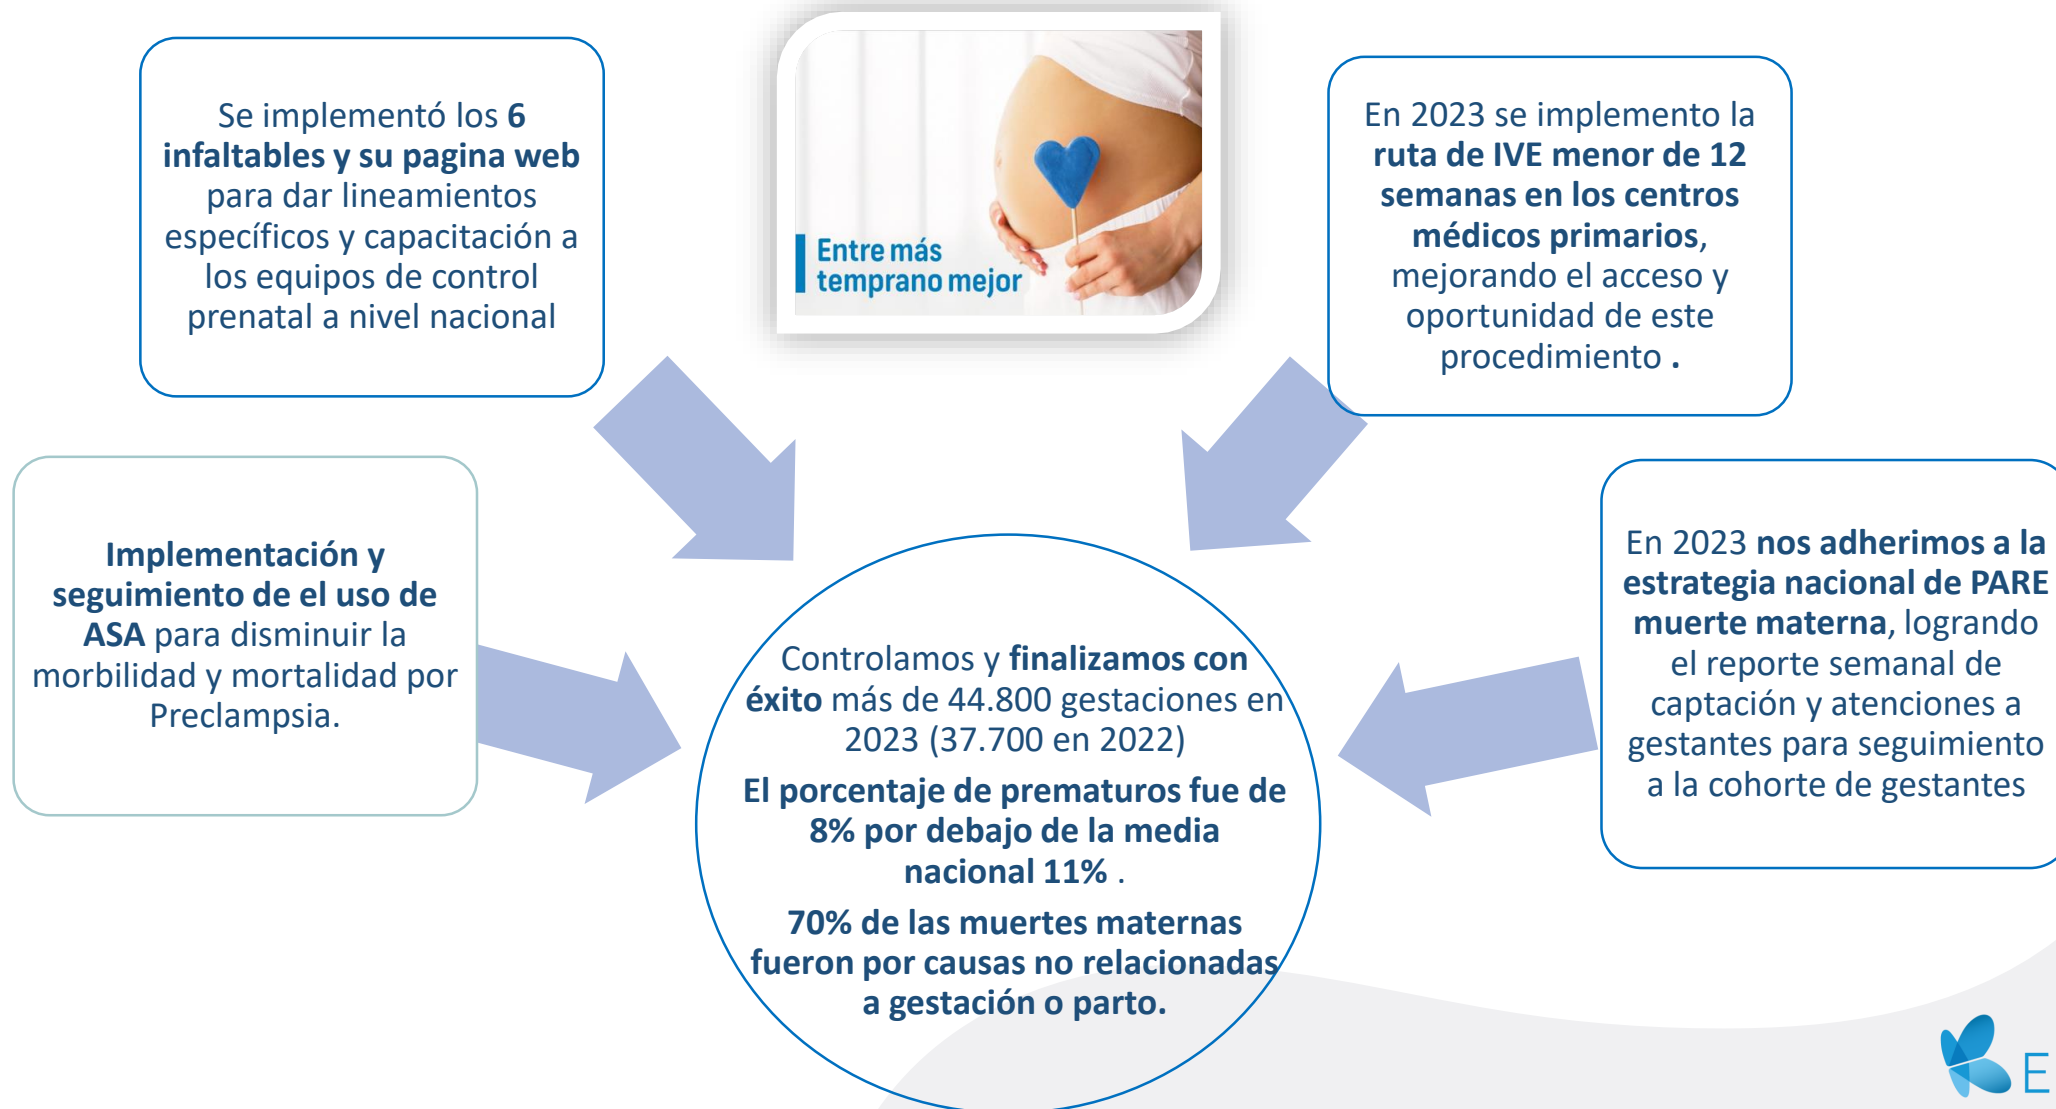 Se implementó los 6
infaltables y su pagina web
para dar lineamientos
específicos y capacitación a
los equipos de control
prenatal a nivel nacional
Entre más
temprano mejor
En 2023 se implemento la
ruta de IVE menor de 12
semanas en los centros
médicos primarios,
mejorando el acceso y
oportunidad de este
procedimiento .
Implementación y
seguimiento de el uso de
ASA para disminuir la
morbilidad y mortalidad por
Preclampsia.
Controlamos y finalizamos con
éxito más de 44.800 gestaciones en
2023 (37.700 en 2022)
El porcentaje de prematuros fue de
8% por debajo de la media
nacional 11% .
70% de las muertes maternas
fueron por causas no relacionadas
a gestación o parto.
En 2023 nos adherimos a la
estrategia nacional de PARE
muerte materna, logrando
el reporte semanal de
captación y atenciones a
gestantes para seguimiento
a la cohorte de gestantes
E